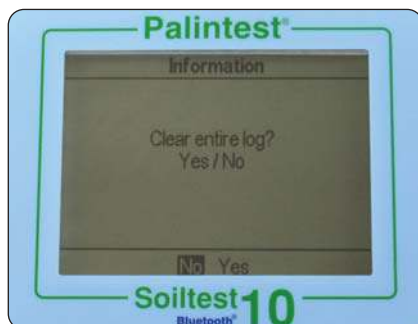 Palintest®
Information
Clear entire log?
Yes / No
No Yes
Soiltest 10
Bluetooth®